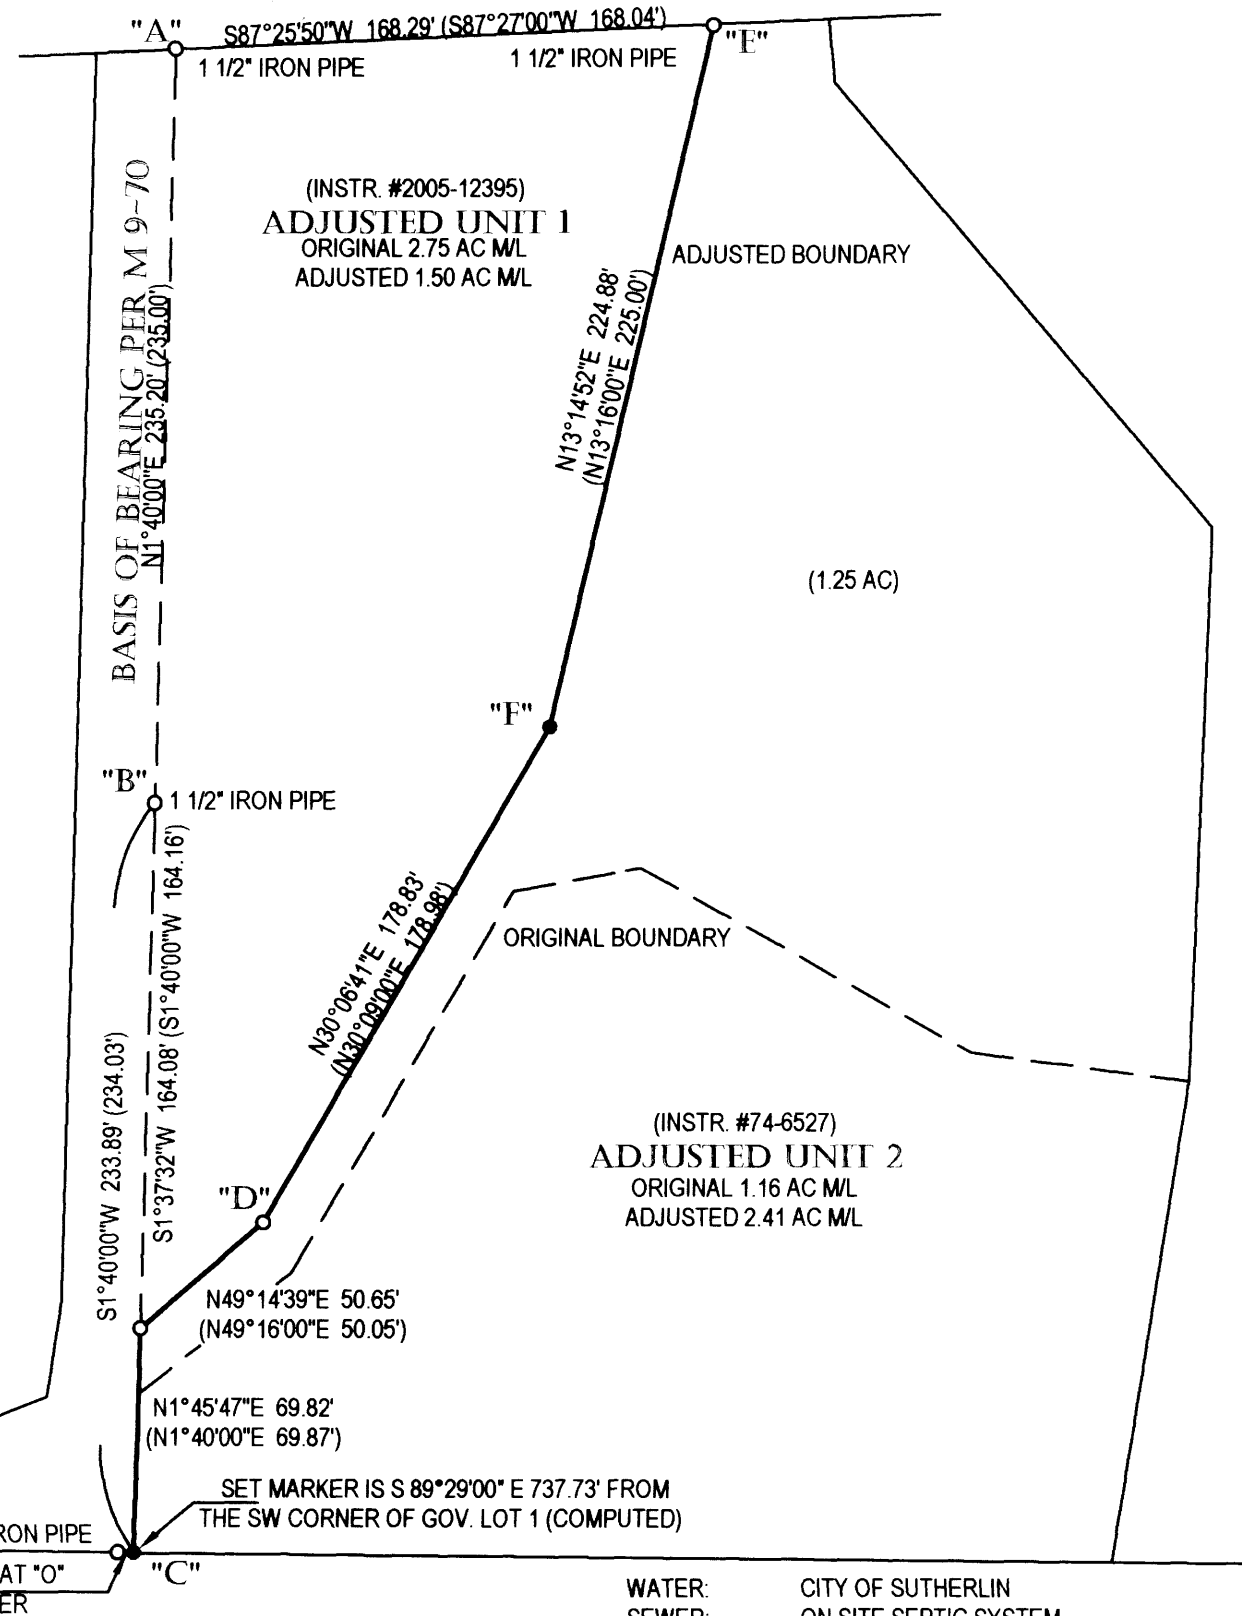 "A"
S87°25'50"W 168.29' (S87°27'00"W 168.04')
"E"
1 1/2" IRON PIPE
1 1/2" IRON PIPE
BASIS OF BEARING PER M 9~70
N1°40'00"E 235.20' (235.00')
(INSTR. #2005-12395)
ADJUSTED UNIT 1
ORIGINAL 2.75 AC M/L
ADJUSTED 1.50 AC M/L
ADJUSTED BOUNDARY
N13°14'52"E 224.88'
(N13°16'00"E 225.00')
(1.25 AC)
"F"
"B"
1 1/2" IRON PIPE
ORIGINAL BOUNDARY
N30°06'41"E 178.83'
(N30°09'00"E 178.98')
S1°40'00"W 233.89' (234.03')
S1°37'32"W 164.08' (S1°40'00"W 164.16')
(INSTR. #74-6527)
ADJUSTED UNIT 2
ORIGINAL 1.16 AC M/L
ADJUSTED 2.41 AC M/L
"D"
N49°14'39"E 50.65'
(N49°16'00"E 50.05')
N1°45'47"E 69.82'
(N1°40'00"E 69.87')
SET MARKER IS S 89°29'00" E 737.73' FROM
THE SW CORNER OF GOV. LOT 1 (COMPUTED)
RON PIPE
AT "O"
ER
"C"
WATER: CITY OF SUTHERLIN
SEWER: ON SITE SEPTIC SYSTEM